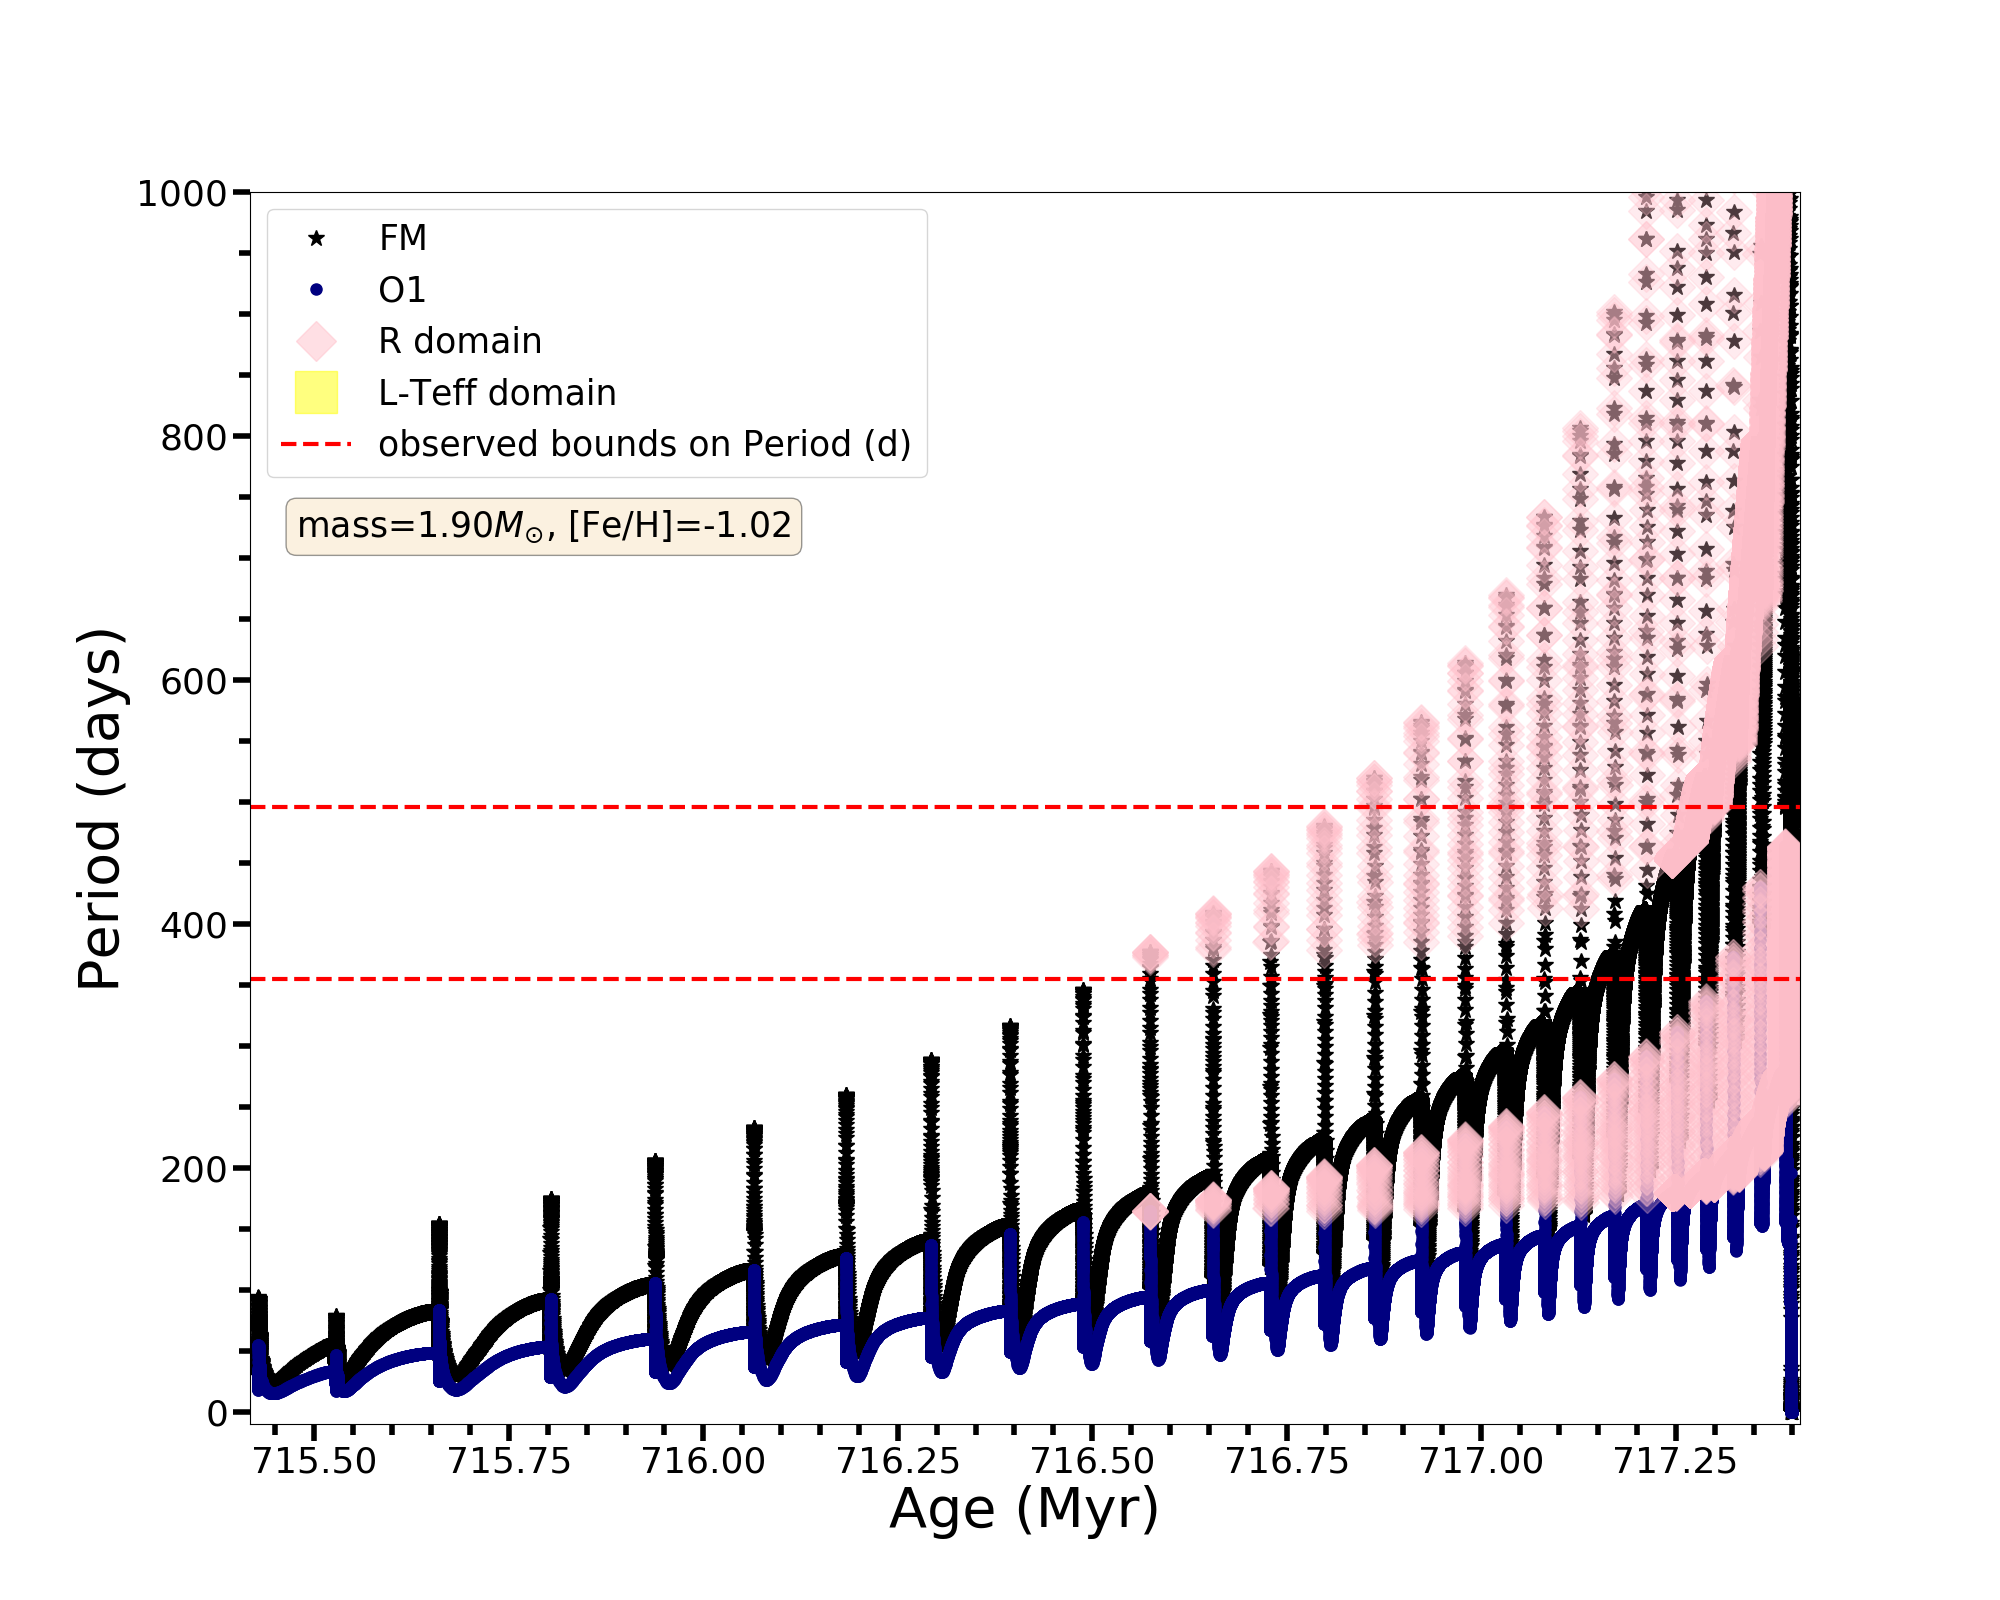 1000
800
600
400
200
0
Period (days)
FM
O1
R domain
L-Teff domain
observed bounds on Period (d)
mass=1.90M☉, [Fe/H]=-1.02
715.50 715.75 716.00 716.25 716.50 716.75 717.00 717.25
Age (Myr)